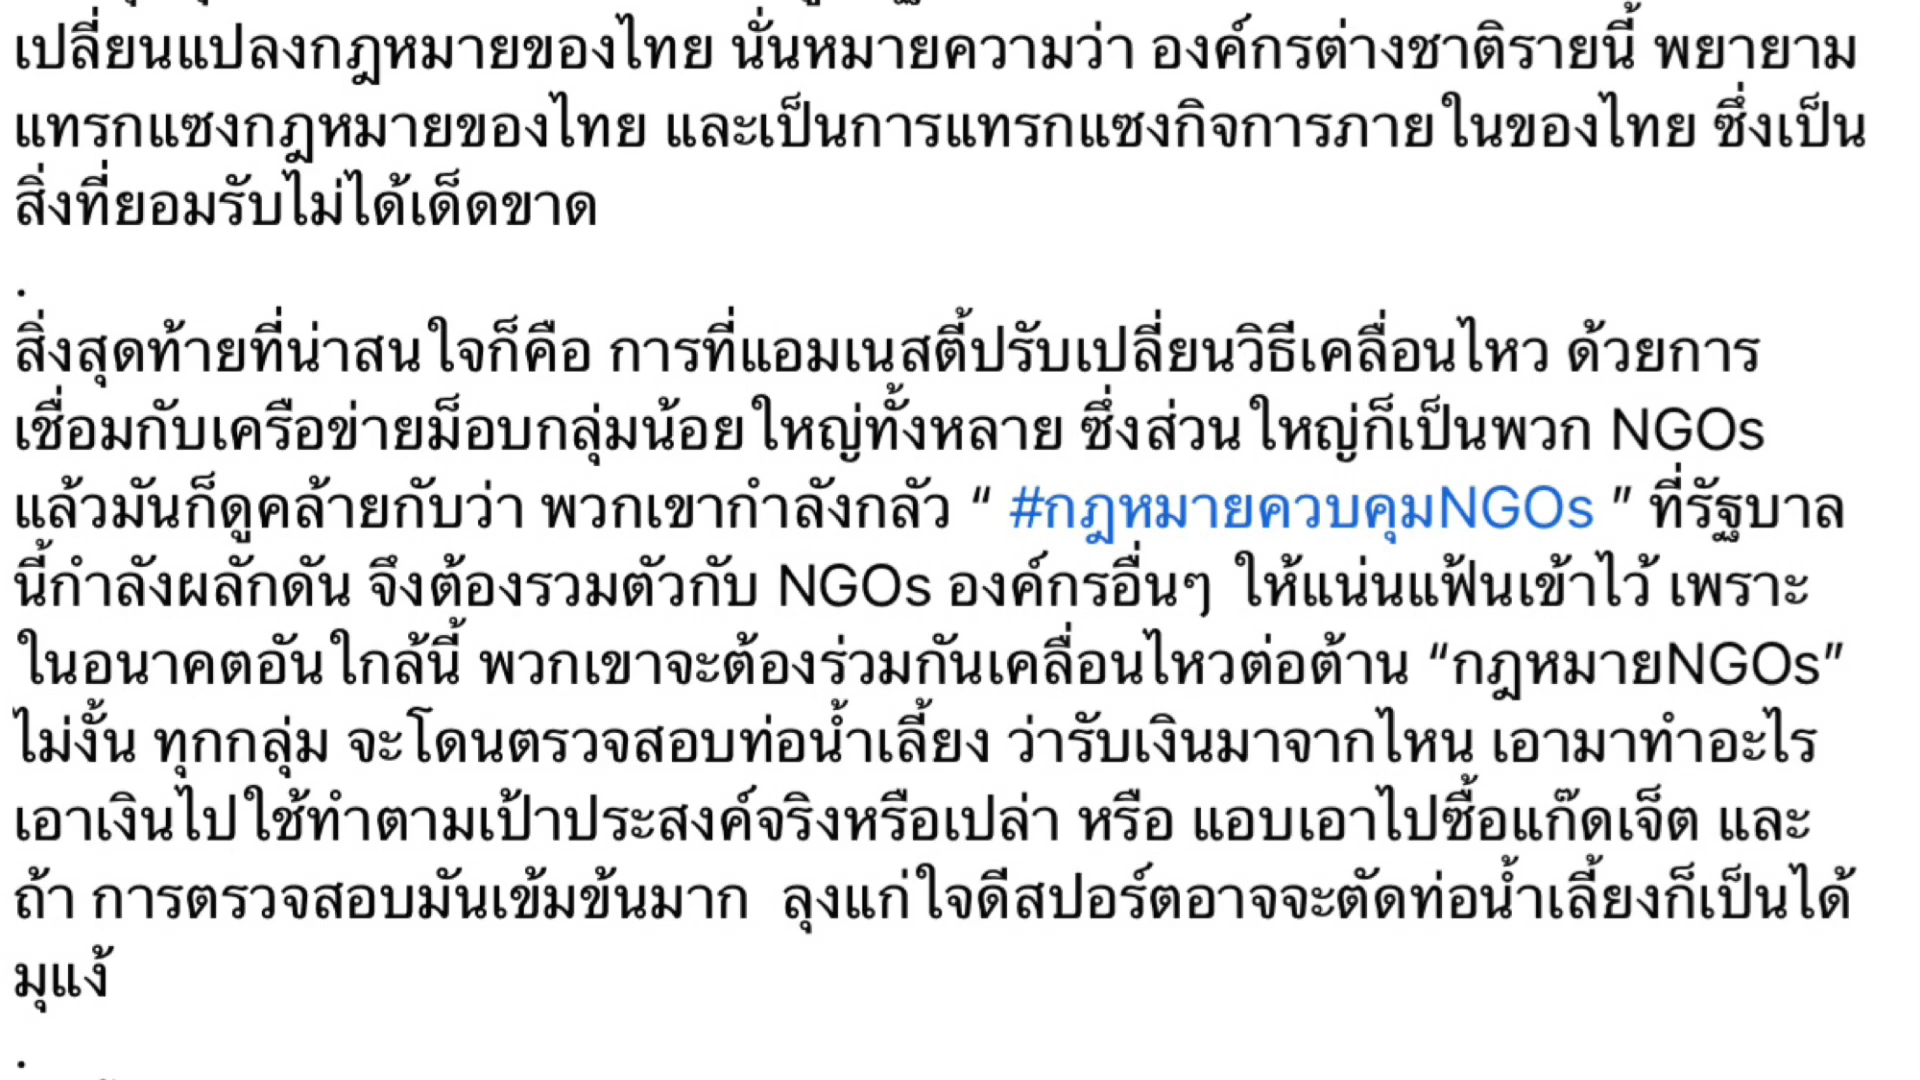 เปลี่ยนแปลงกฎหมายของไทย นั่นหมายความว่า องค์กรต่างชาติรายนี้ พยายาม
แทรกแซงกฎหมายของไทย และเป็นการแทรกแซงกิจการภายในของไทย ซึ่งเป็น
สิ่งที่ยอมรับไม่ได้เด็ดขาด
.
สิ่งสุดท้ายที่น่าสนใจก็คือ การที่แอมเนสตี้ปรับเปลี่ยนวิธีเคลื่อนไหว ด้วยการ
เชื่อมกับเครือข่ายม็อบกลุ่มน้อยใหญ่ทั้งหลาย ซึ่งส่วนใหญ่ก็เป็นพวก NGOs
แล้วมันก็ดูคล้ายกับว่า พวกเขากำลังกลัว “ #กฎหมายควบคุมNGOs ” ที่รัฐบาล
นี้กำลังผลักดัน จึงต้องรวมตัวกับ NGOs องค์กรอื่นๆ ให้แน่นแฟ้นเข้าไว้ เพราะ
ในอนาคตอันใกล้นี้ พวกเขาจะต้องร่วมกันเคลื่อนไหวต่อต้าน “กฎหมายNGOs”
ไม่งั้น ทุกกลุ่ม จะโดนตรวจสอบท่อน้ำเลี้ยง ว่ารับเงินมาจากไหน เอามาทำอะไร
เอาเงินไปใช้ทำตามเป้าประสงค์จริงหรือเปล่า หรือ แอบเอาไปซื้อแก๊ดเจ็ต และ
ถ้า การตรวจสอบมันเข้มข้นมาก  ลุงแก่ใจดีสปอร์ตอาจจะตัดท่อน้ำเลี้ยงก็เป็นได้
มุแง้
.